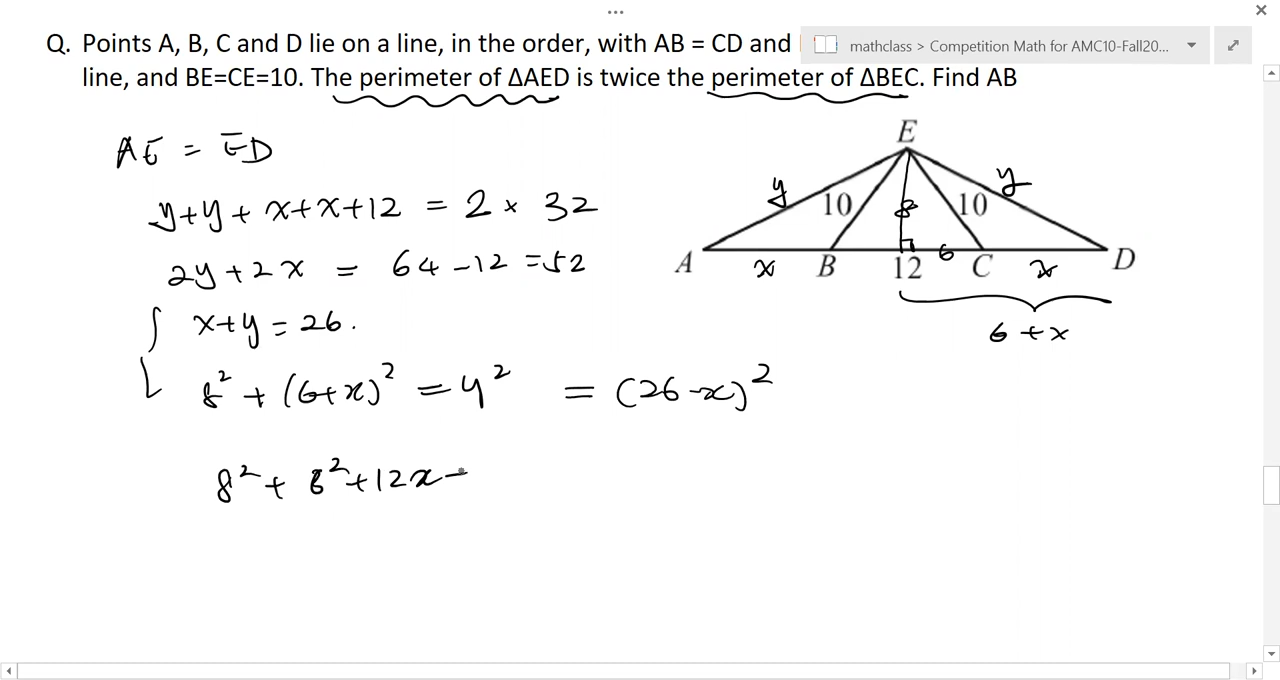 ...
Q. Points A, B, C and D lie on a line, in the order, with AB = CD and
mathclass > Competition Math for AMC10-Fall20...
line, and BE=CE=10. The perimeter of ΔAED is twice the perimeter of ΔBEC. Find AB
AE = ED
y+y+x+x+12 = 2 × 32
2y+2x = 64-12 =52
x+y=26.
8² + (6+x)² = y² = (26-x)²
8² + 6² +12x
E
y 10 8 10 y
A x B 12 6 C x D
6 + x